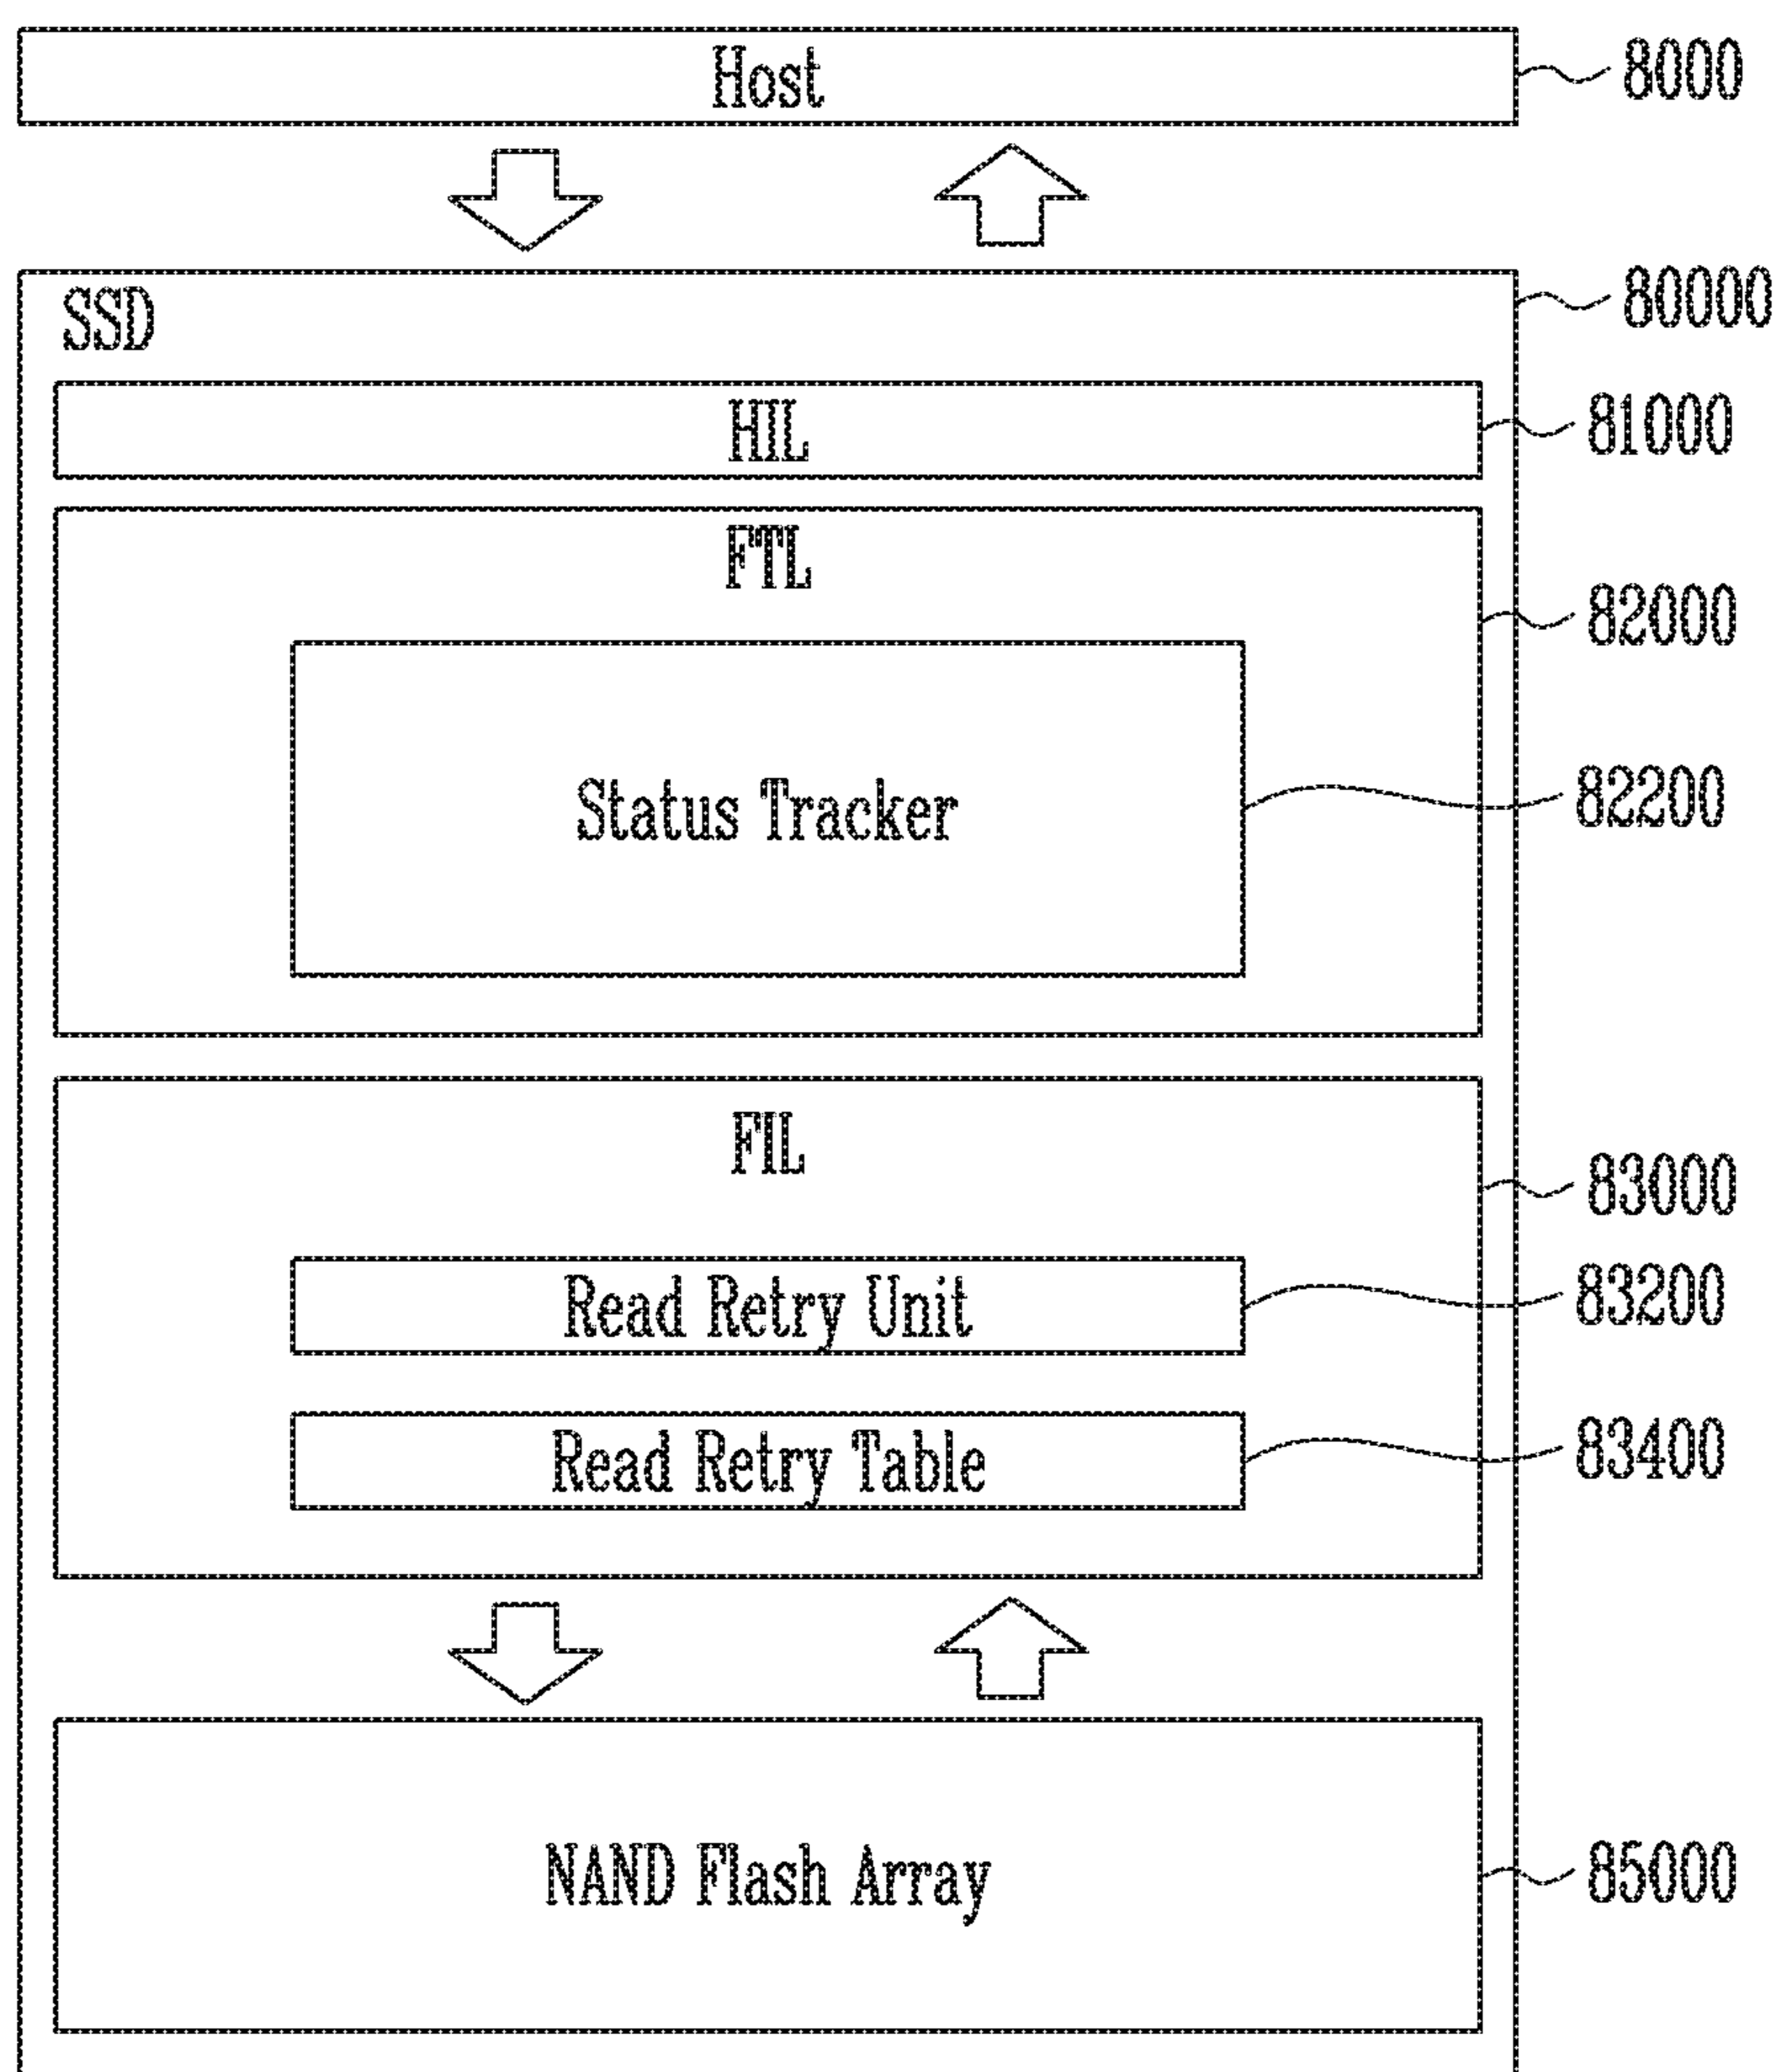 Host
8000
SSD
80000
HIL
81000
FTL
82000
Status Tracker
82200
FIL
83000
Read Retry Unit
83200
Read Retry Table
83400
NAND Flash Array
85000